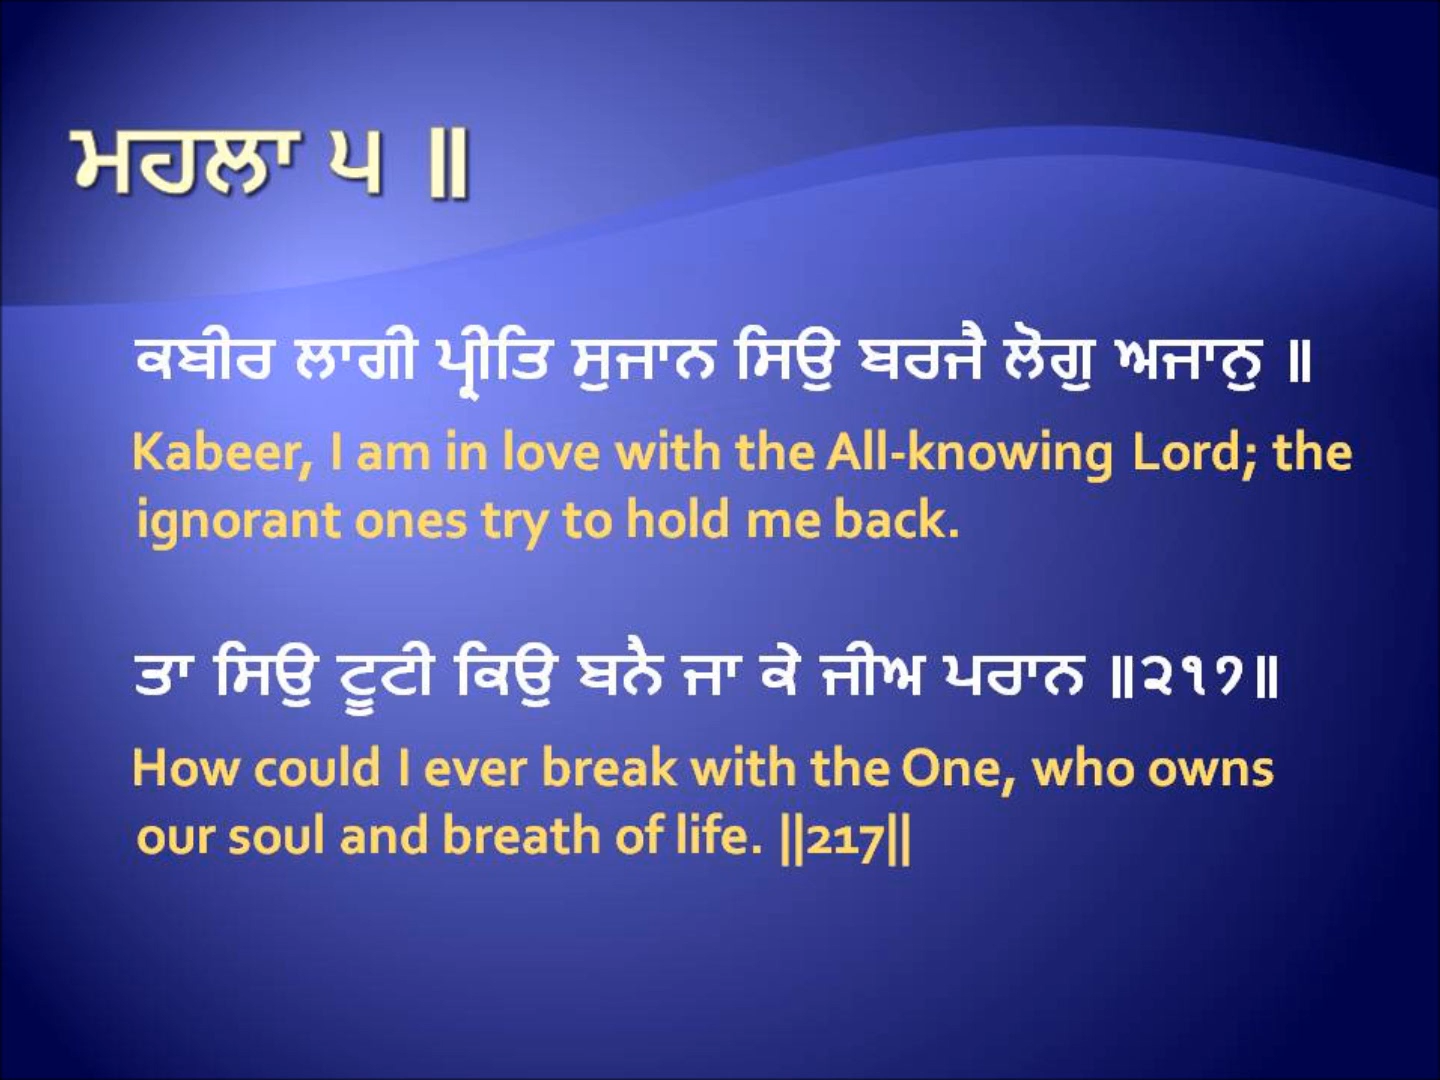 ਮਹਲਾ ੫ ॥
ਕਬੀਰ ਲਾਗੀ ਪ੍ਰੀਤਿ ਸੁਜਾਨ ਸਿਉ ਬਰਜੈ ਲੋਗੁ ਅਜਾਨੁ ॥
Kabeer, I am in love with the All-knowing Lord; the
ignorant ones try to hold me back.
ਤਾ ਸਿਉ ਟੂਟੀ ਕਿਉ ਬਨੈ ਜਾ ਕੇ ਜੀਅ ਪਰਾਨ ॥੨੧੭॥
How could I ever break with the One, who owns
our soul and breath of life. ||217||